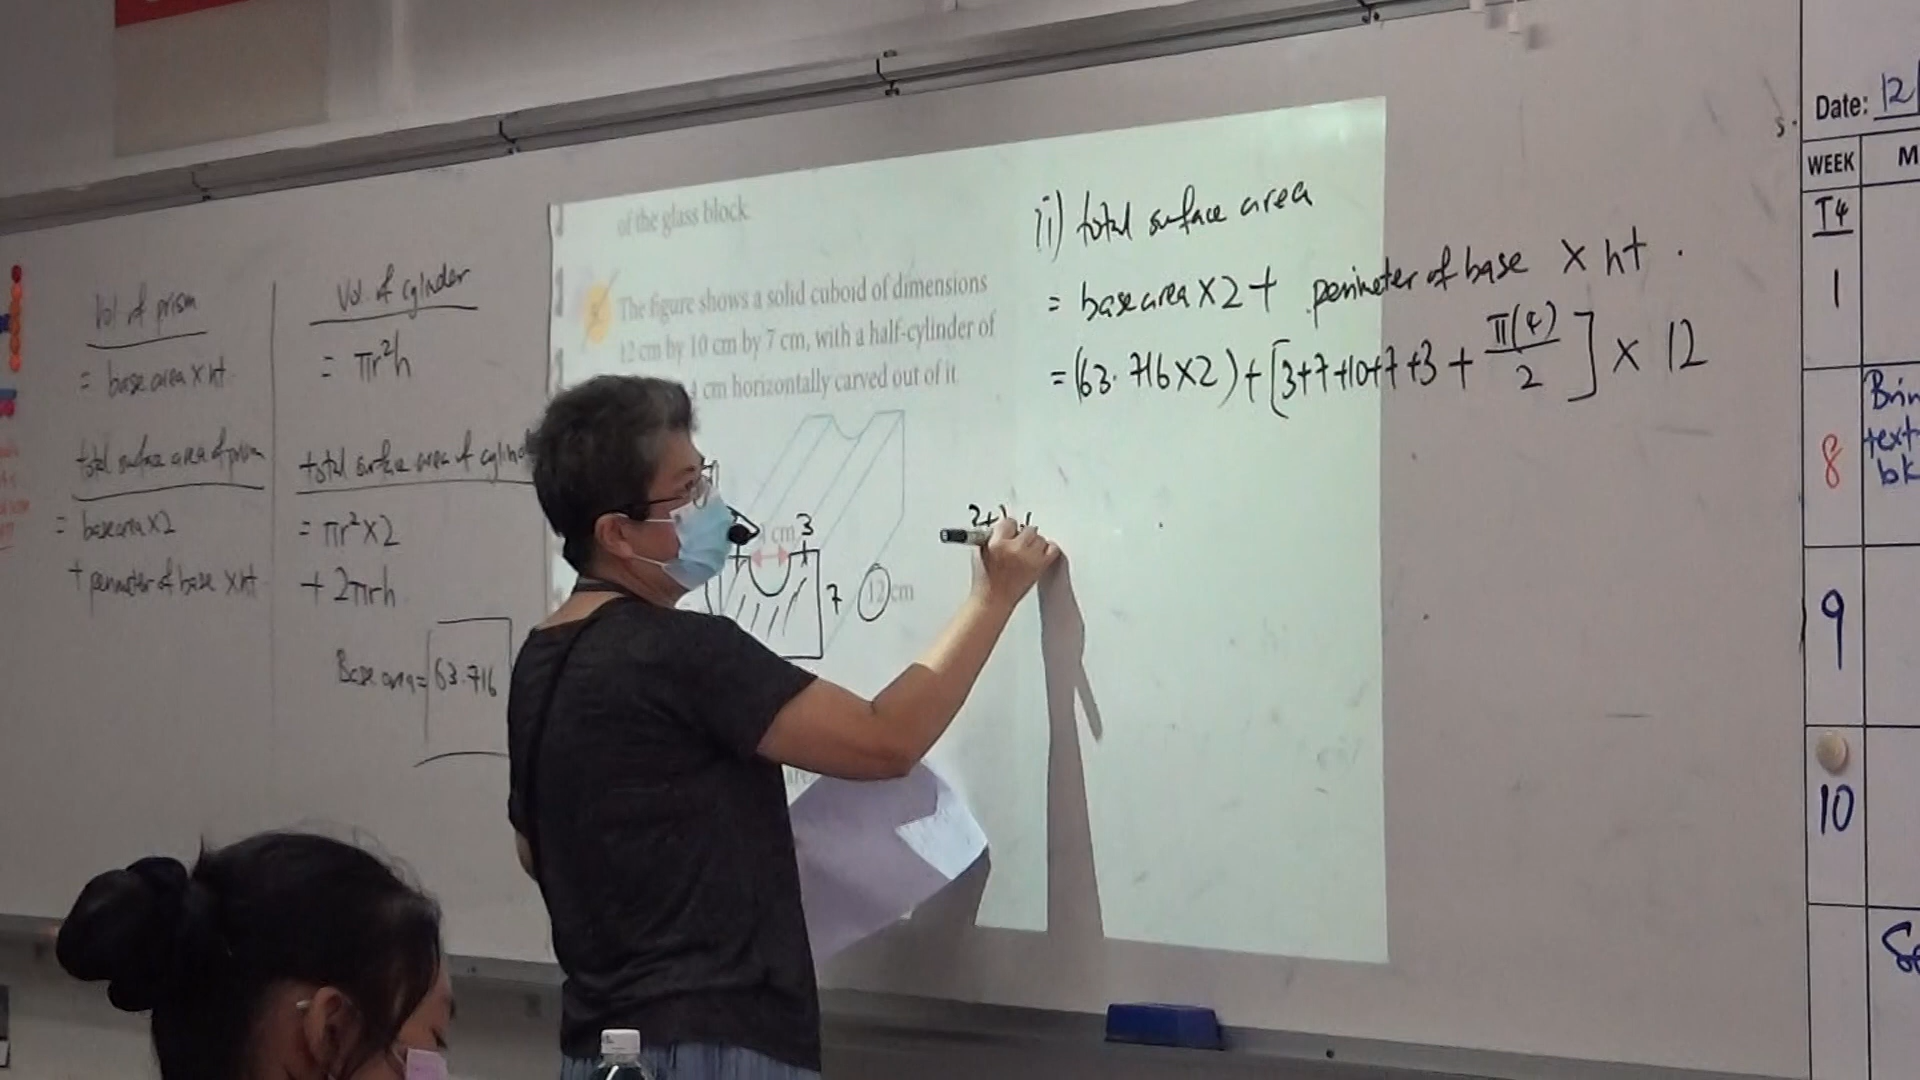 Vol of prism
= base area x ht
total surface area of prism
= base area x 2
+ perimeter of base x ht
Vol of cylinder
= πr²h
total surface area of cylind
= πr² x 2
+ 2πrh
Base area = 63.716
of the glass block.
The figure shows a solid cuboid of dimensions
12 cm by 10 cm by 7 cm, with a half-cylinder of
cm horizontally carved out of it.
cm 3
7 12 cm
ii) total surface area
= base area x 2 + perimeter of base x ht.
= (63.716 x 2) + [3+7+10+7+3 + π(4)/2] x 12
Date: 12/
WEEK M
T4
1
8 Brin
text
bk
9
10